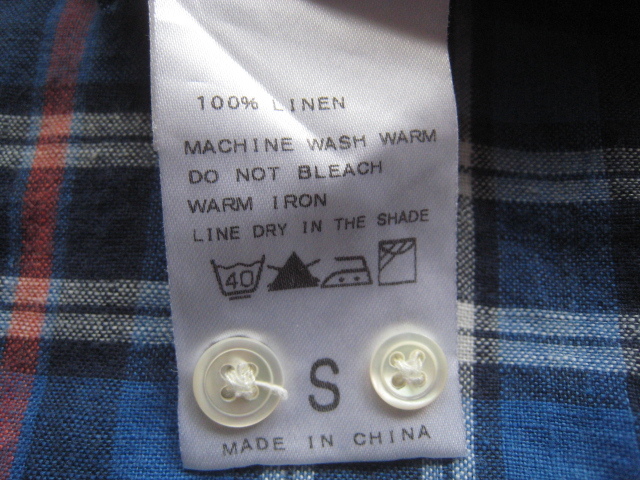 100% LINEN
MACHINE WASH WARM
DO NOT BLEACH
WARM IRON
LINE DRY IN THE SHADE
40
S
MADE IN CHINA